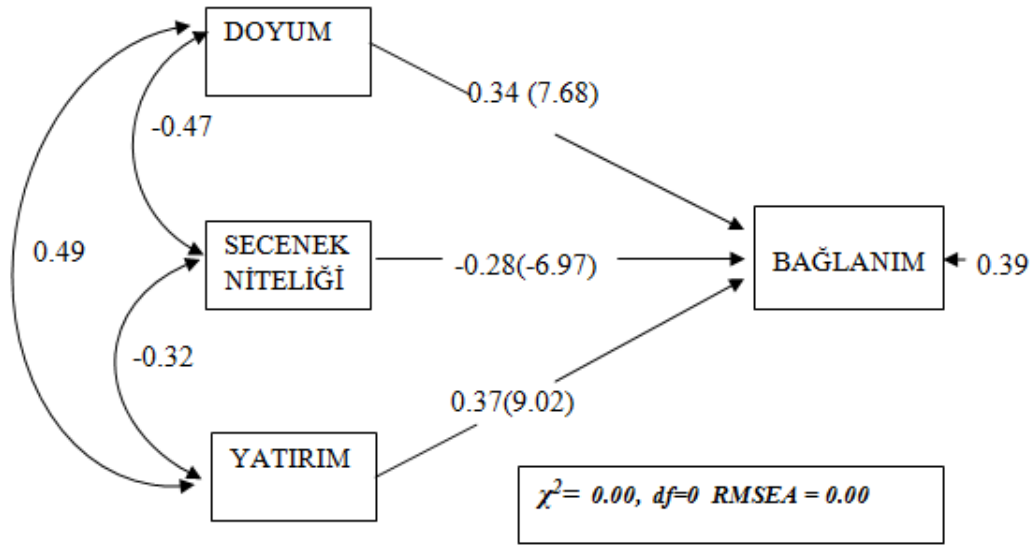 DOYUM
0.34 (7.68)
-0.47
0.49
SECENEK
NİTELİĞİ
-0.28(-6.97)
BAĞLANIM
0.39
-0.32
0.37(9.02)
YATIRIM
χ²= 0.00, df=0 RMSEA = 0.00